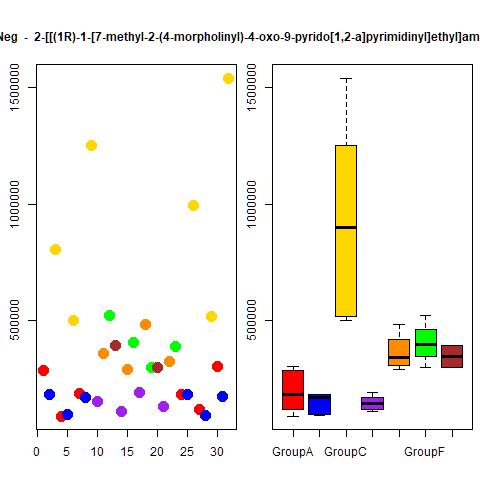 Neg - 2-[[(1R)-1-[7-methyl-2-(4-morpholinyl)-4-oxo-9-pyrido[1,2-a]pyrimidinyl]ethyl]am
1500000
1000000
500000
0 5 10 15 20 25 30
1500000
1000000
500000
GroupA GroupC GroupF